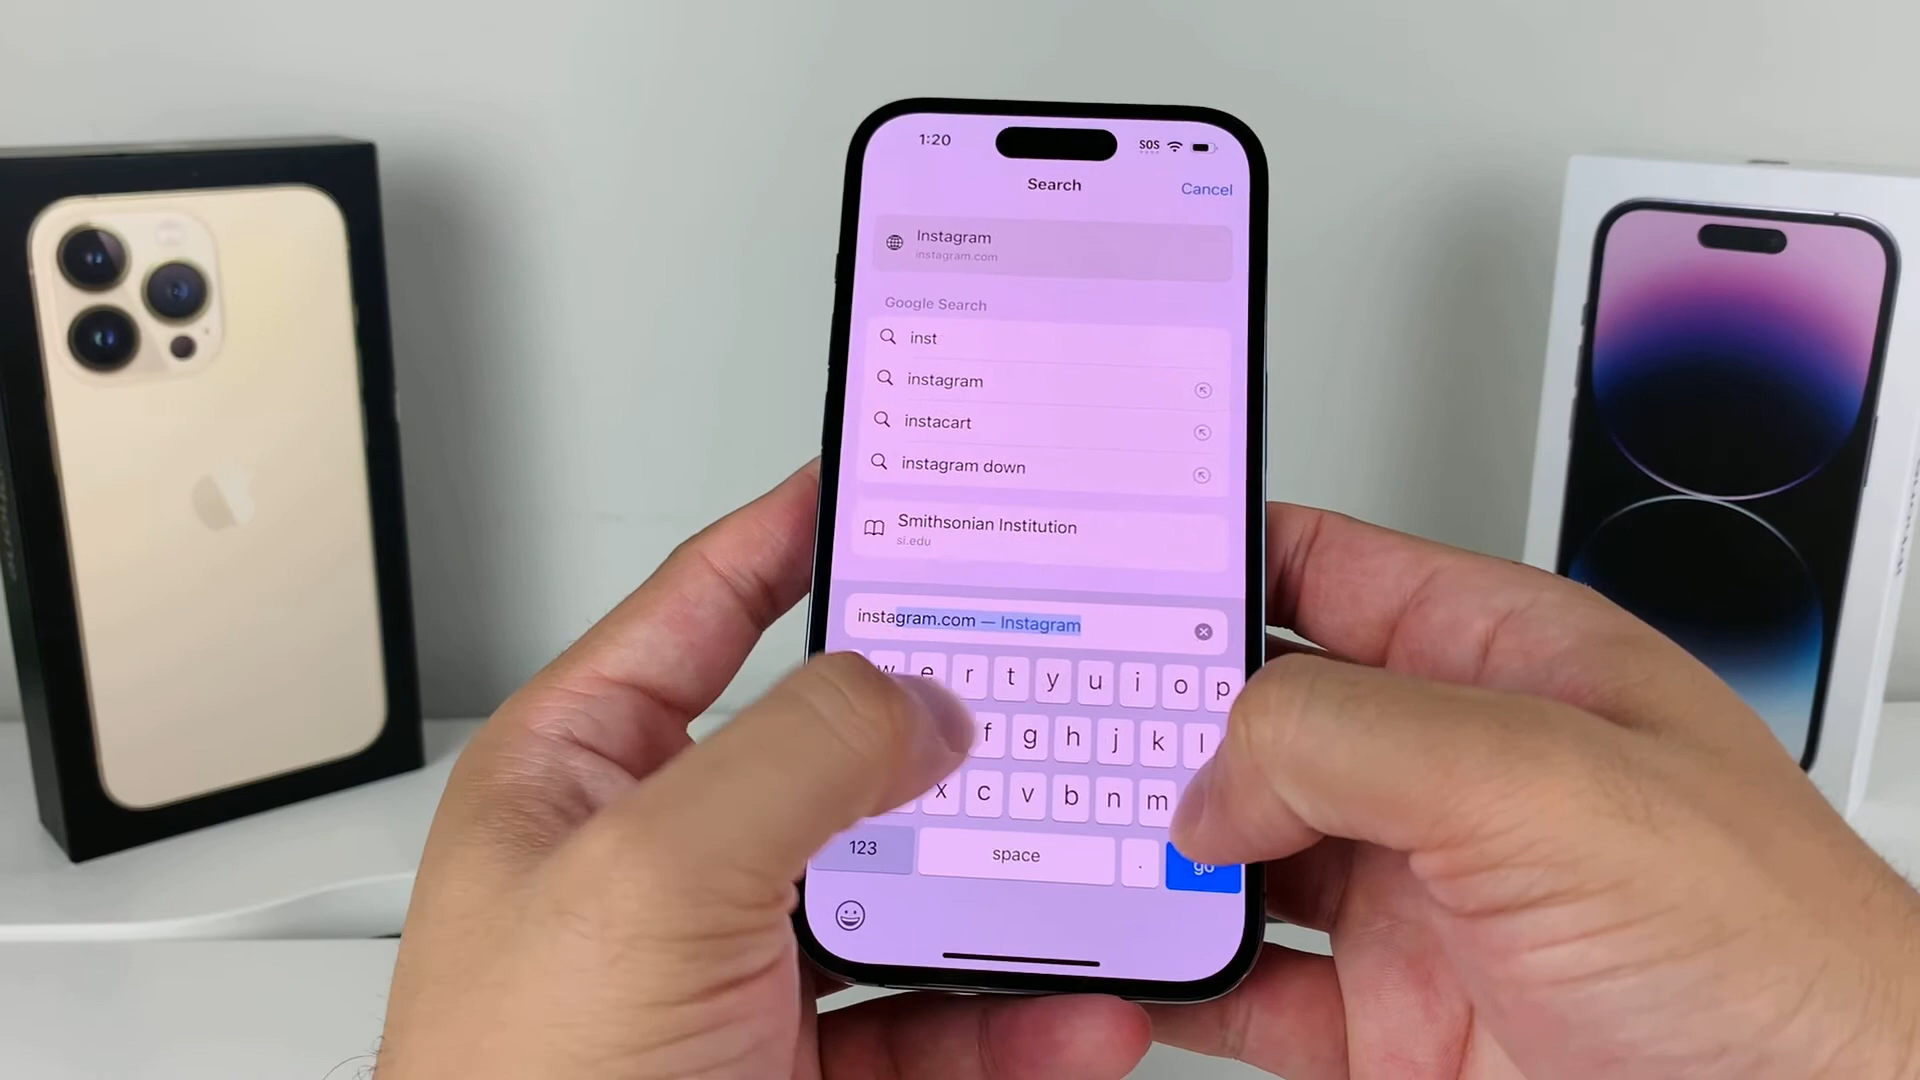 1:20
SOS
Search
Cancel
Instagram
instagram.com
Google Search
inst
instagram
instacart
instagram down
Smithsonian Institution
si.edu
instagram.com — Instagram
w e r t y u i o p
f g h j k l
x c v b n m
123 space . go